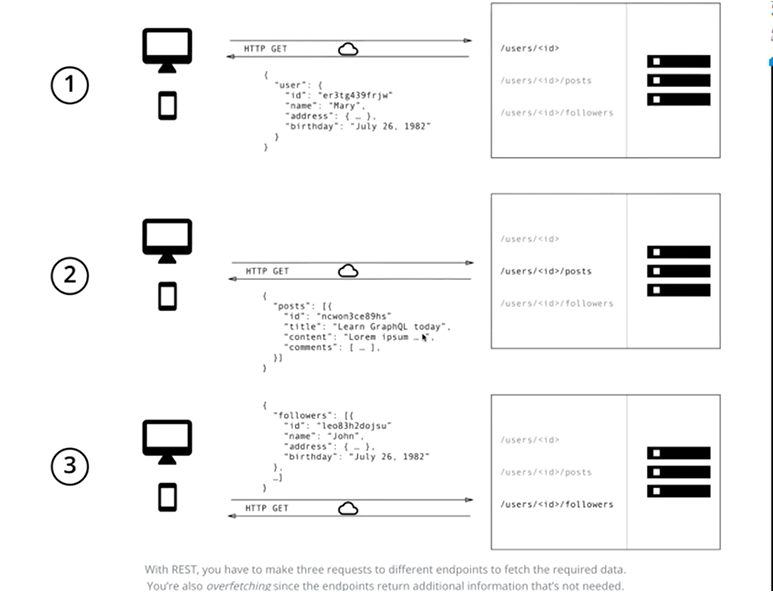 1
HTTP GET
{
"user": {
"id": "er3tg439frjw"
"name": "Mary",
"address": { … },
"birthday": "July 26, 1982"
}
}
/users/<id>
/users/<id>/posts
/users/<id>/followers
2
HTTP GET
{
"posts": [{
"id": "ncwon3ce89hs"
"title": "Learn GraphQL today",
"content": "Lorem ipsum … ",
"comments": [ … ],
}]
}
/users/<id>
/users/<id>/posts
/users/<id>/followers
3
{
"followers": [{
"id": "leo83h2dojsu"
"name": "John",
"address": { … },
"birthday": "July 26, 1982"
},
…]
}
HTTP GET
/users/<id>
/users/<id>/posts
/users/<id>/followers
With REST, you have to make three requests to different endpoints to fetch the required data.
You're also overfetching since the endpoints return additional information that's not needed.